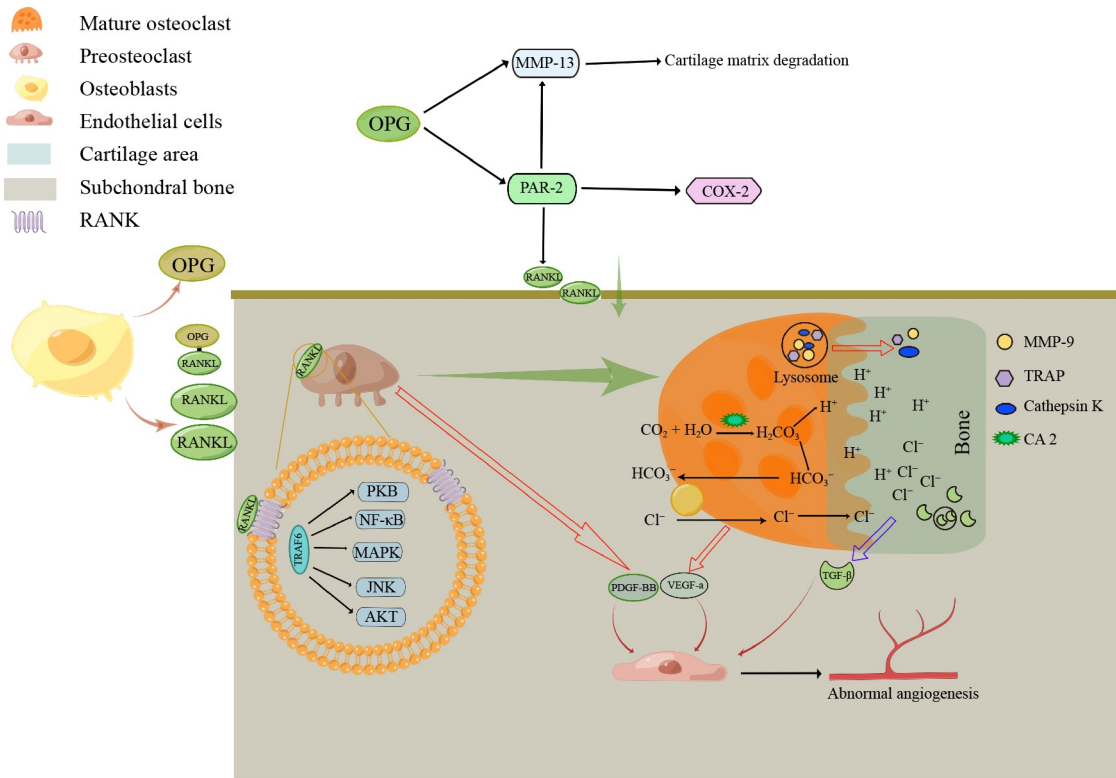 Mature osteoclast
Preosteoclast
Osteoblasts
Endothelial cells
Cartilage area
Subchondral bone
RANK
MMP-13
Cartilage matrix degradation
OPG
PAR-2
COX-2
RANKL
RANKL
OPG
OPG
RANKL
RANKL
RANKL
RANKL
RANKL
TRAF6
PKB
NF-κB
MAPK
JNK
AKT
Lysosome
CO₂ + H₂O
H₂CO₃
H⁺
HCO₃⁻
HCO₃⁻
Cl⁻
Cl⁻
Cl⁻
H⁺
H⁺
H⁺
H⁺
H⁺
H⁺
Cl⁻
Cl⁻
Cl⁻
Cl⁻
Bone
MMP-9
TRAP
Cathepsin K
CA 2
PDGF-BB
VEGF-a
TGF-β
Abnormal angiogenesis